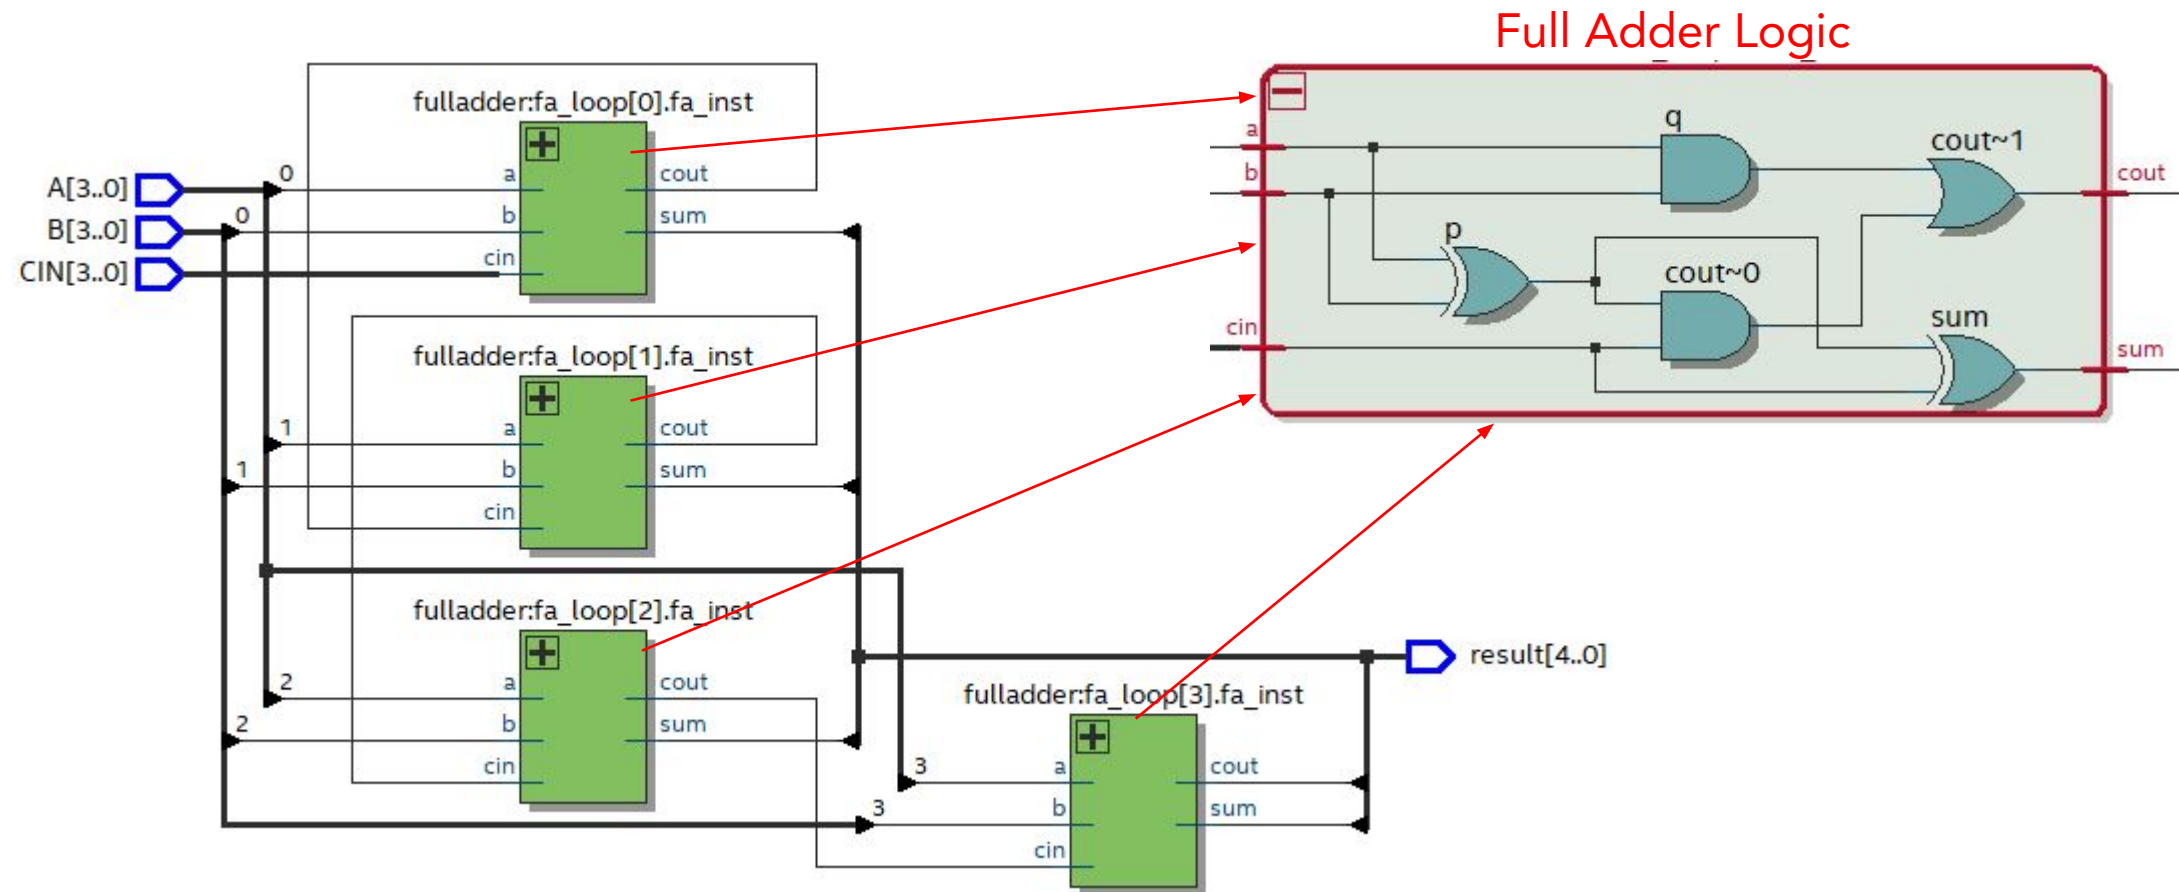 Full Adder Logic
fulladder:fa_loop[0].fa_inst
A[3..0]
0
a
cout
B[3..0]
0
b
sum
CIN[3..0]
cin
fulladder:fa_loop[1].fa_inst
1
a
cout
1
b
sum
cin
fulladder:fa_loop[2].fa_inst
2
a
cout
2
b
sum
cin
fulladder:fa_loop[3].fa_inst
3
a
cout
3
b
sum
cin
result[4..0]
a
b
cin
q
p
cout~0
cout~1
sum
cout
sum